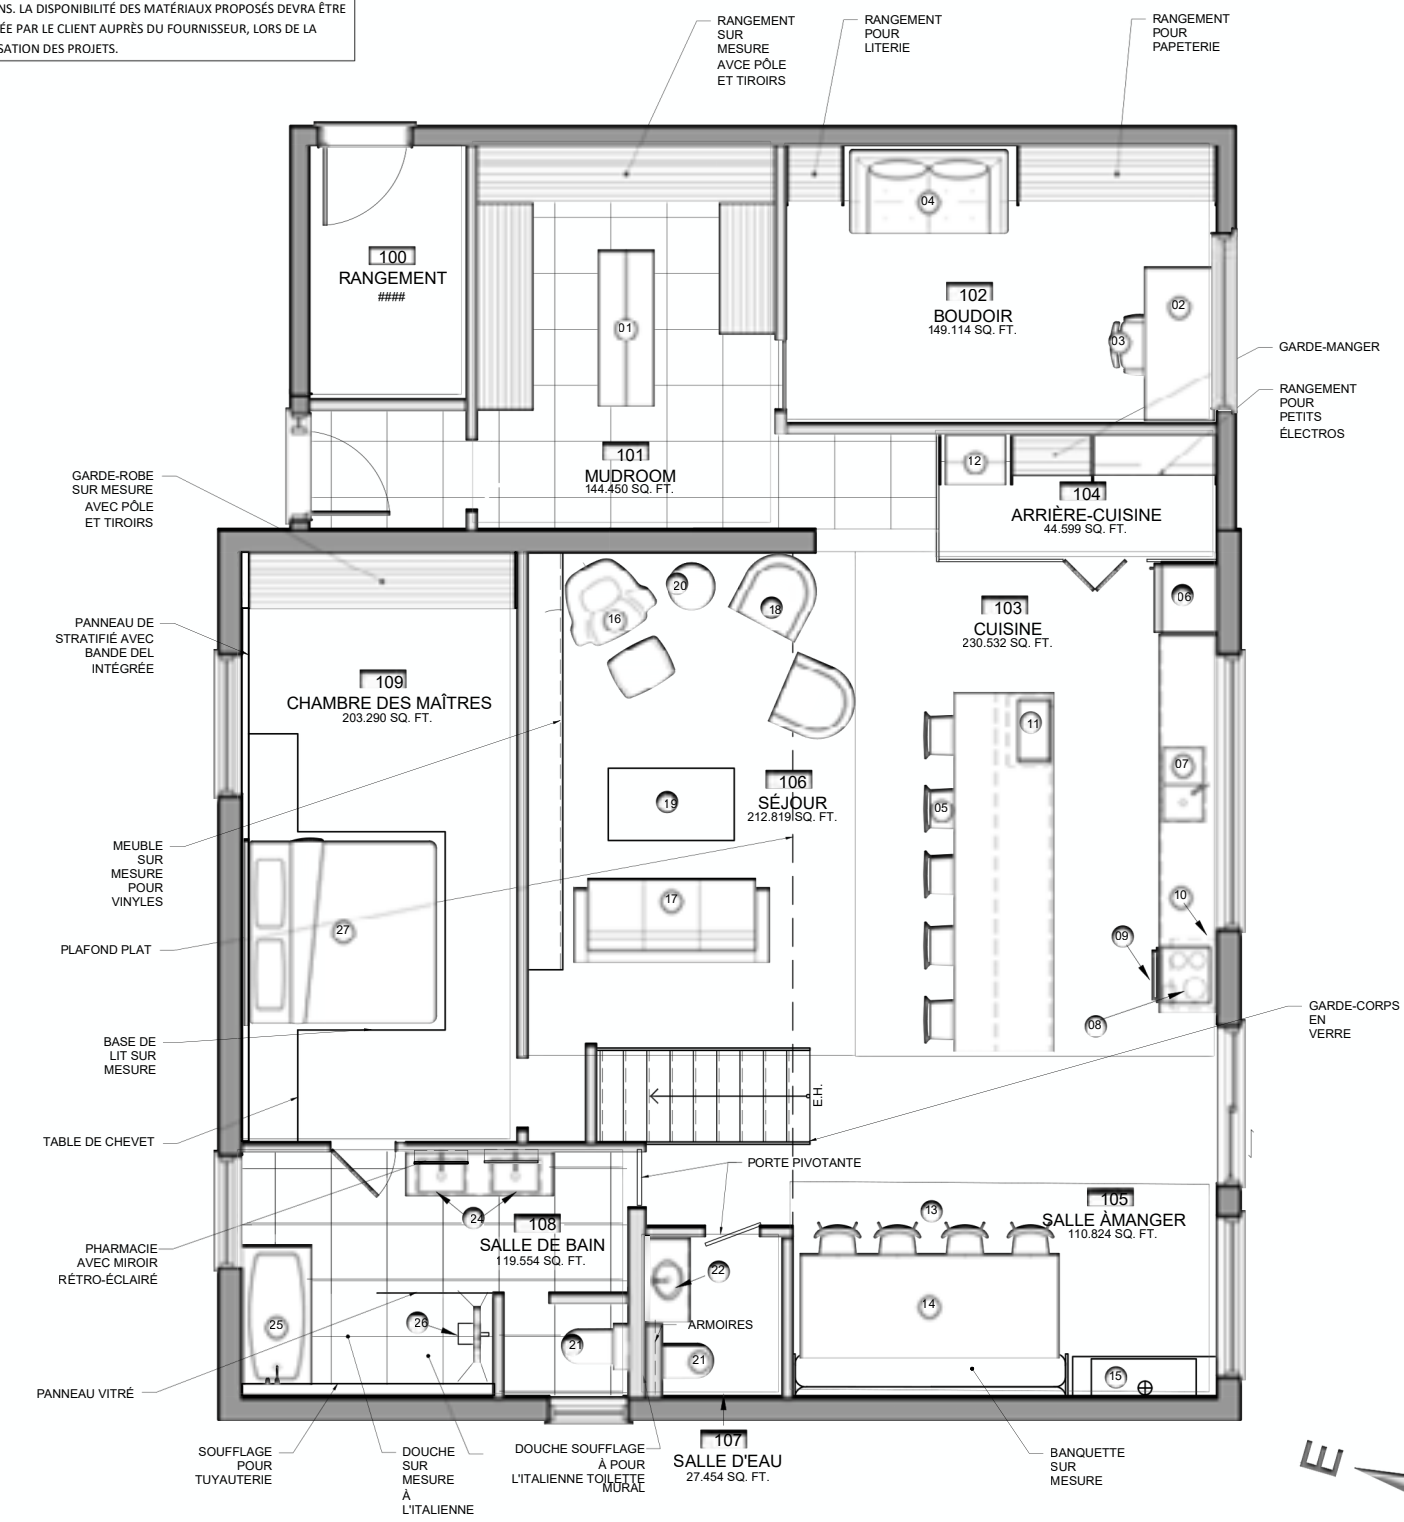 NS. LA DISPONIBILITÉ DES MATÉRIAUX PROPOSÉS DEVRA ÊTRE
ÉE PAR LE CLIENT AUPRÈS DU FOURNISSEUR, LORS DE LA
SATION DES PROJETS.
RANGEMENT
SUR
MESURE
AVCE PÔLE
ET TIROIRS
RANGEMENT
POUR
LITERIE
RANGEMENT
POUR
PAPETERIE
100
RANGEMENT
####
01
04
102
BOUDOIR
149.114 SQ. FT.
02
03
GARDE-MANGER
RANGEMENT
POUR
PETITS
ÉLECTROS
101
MUDROOM
144.450 SQ. FT.
12
104
ARRIÈRE-CUISINE
44.599 SQ. FT.
GARDE-ROBE
SUR MESURE
AVEC PÔLE
ET TIROIRS
PANNEAU DE
STRATIFIÉ AVEC
BANDE DEL
INTÉGRÉE
16
20
18
103
CUISINE
230.532 SQ. FT.
06
109
CHAMBRE DES MAÎTRES
203.290 SQ. FT.
11
07
106
SÉJOUR
212.819 SQ. FT.
19
05
MEUBLE
SUR
MESURE
POUR
VINYLES
17
10
27
09
PLAFOND PLAT
08
GARDE-CORPS
EN
VERRE
BASE DE
LIT SUR
MESURE
E.H.
TABLE DE CHEVET
PORTE PIVOTANTE
24
108
SALLE DE BAIN
119.554 SQ. FT.
13
105
SALLE ÀMANGER
110.824 SQ. FT.
PHARMACIE
AVEC MIROIR
RÉTRO-ÉCLAIRÉ
22
14
25
26
21
ARMOIRES
21
15
PANNEAU VITRÉ
SOUFFLAGE
POUR
TUYAUTERIE
DOUCHE
SUR
MESURE
À
L'ITALIENNE
DOUCHE SOUFFLAGE
À POUR
L'ITALIENNE TOILETTE
MURAL
107
SALLE D'EAU
27.454 SQ. FT.
BANQUETTE
SUR
MESURE
E